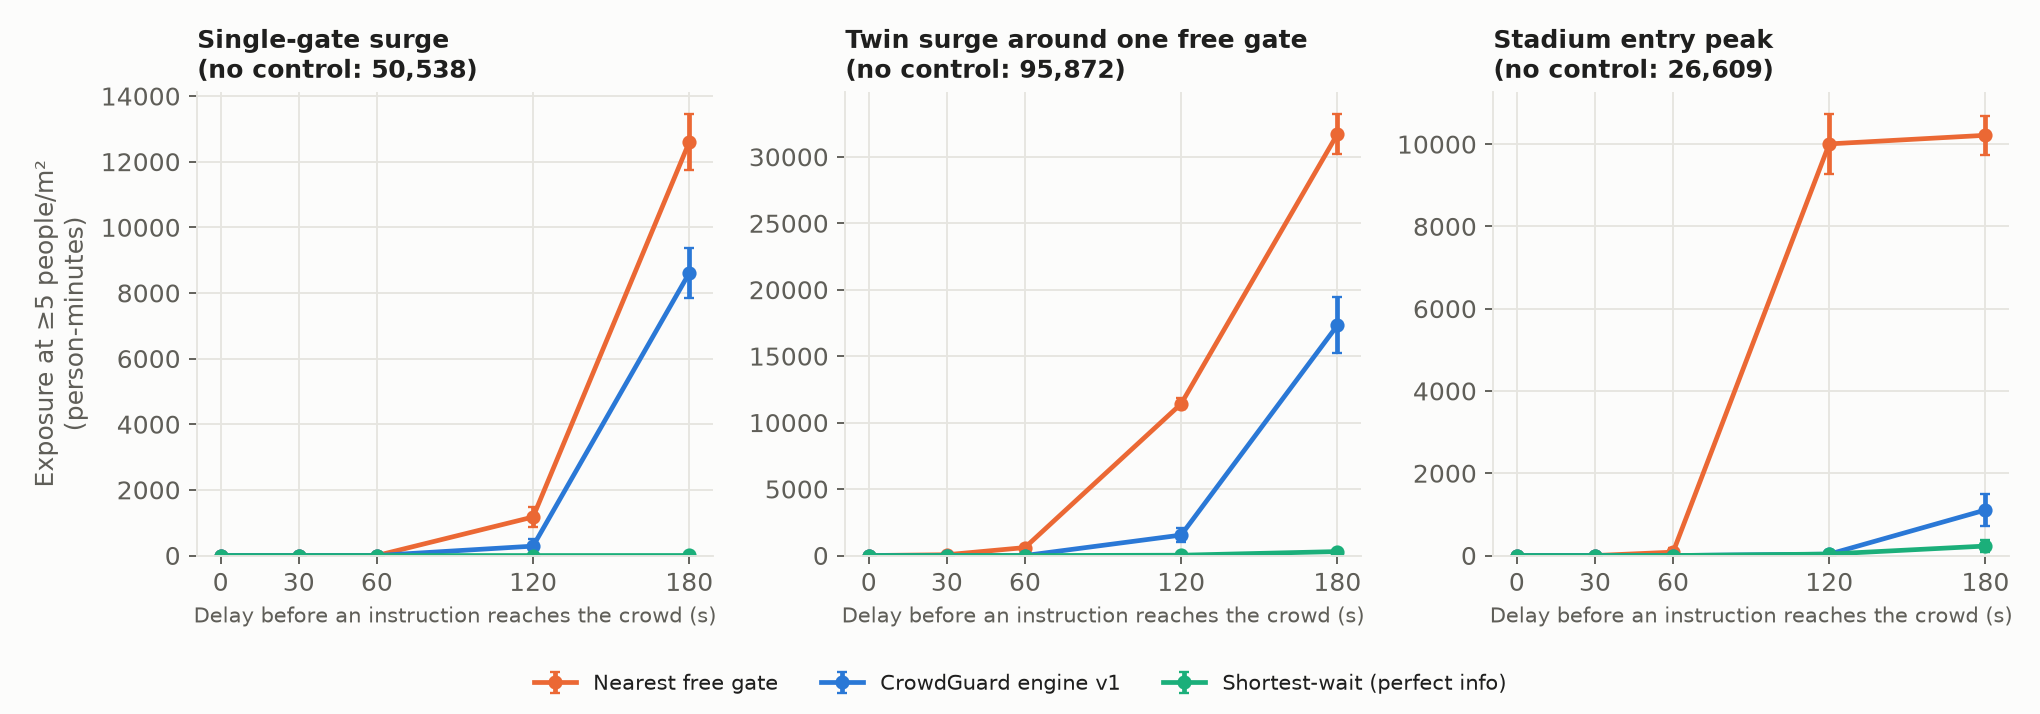 Single-gate surge
(no control: 50,538)
Exposure at ≥5 people/m²
(person-minutes)
14000
12000
10000
8000
6000
4000
2000
0
0 30 60 120 180
Delay before an instruction reaches the crowd (s)
Twin surge around one free gate
(no control: 95,872)
30000
25000
20000
15000
10000
5000
0
0 30 60 120 180
Delay before an instruction reaches the crowd (s)
Stadium entry peak
(no control: 26,609)
10000
8000
6000
4000
2000
0
0 30 60 120 180
Delay before an instruction reaches the crowd (s)
Nearest free gate CrowdGuard engine v1 Shortest-wait (perfect info)